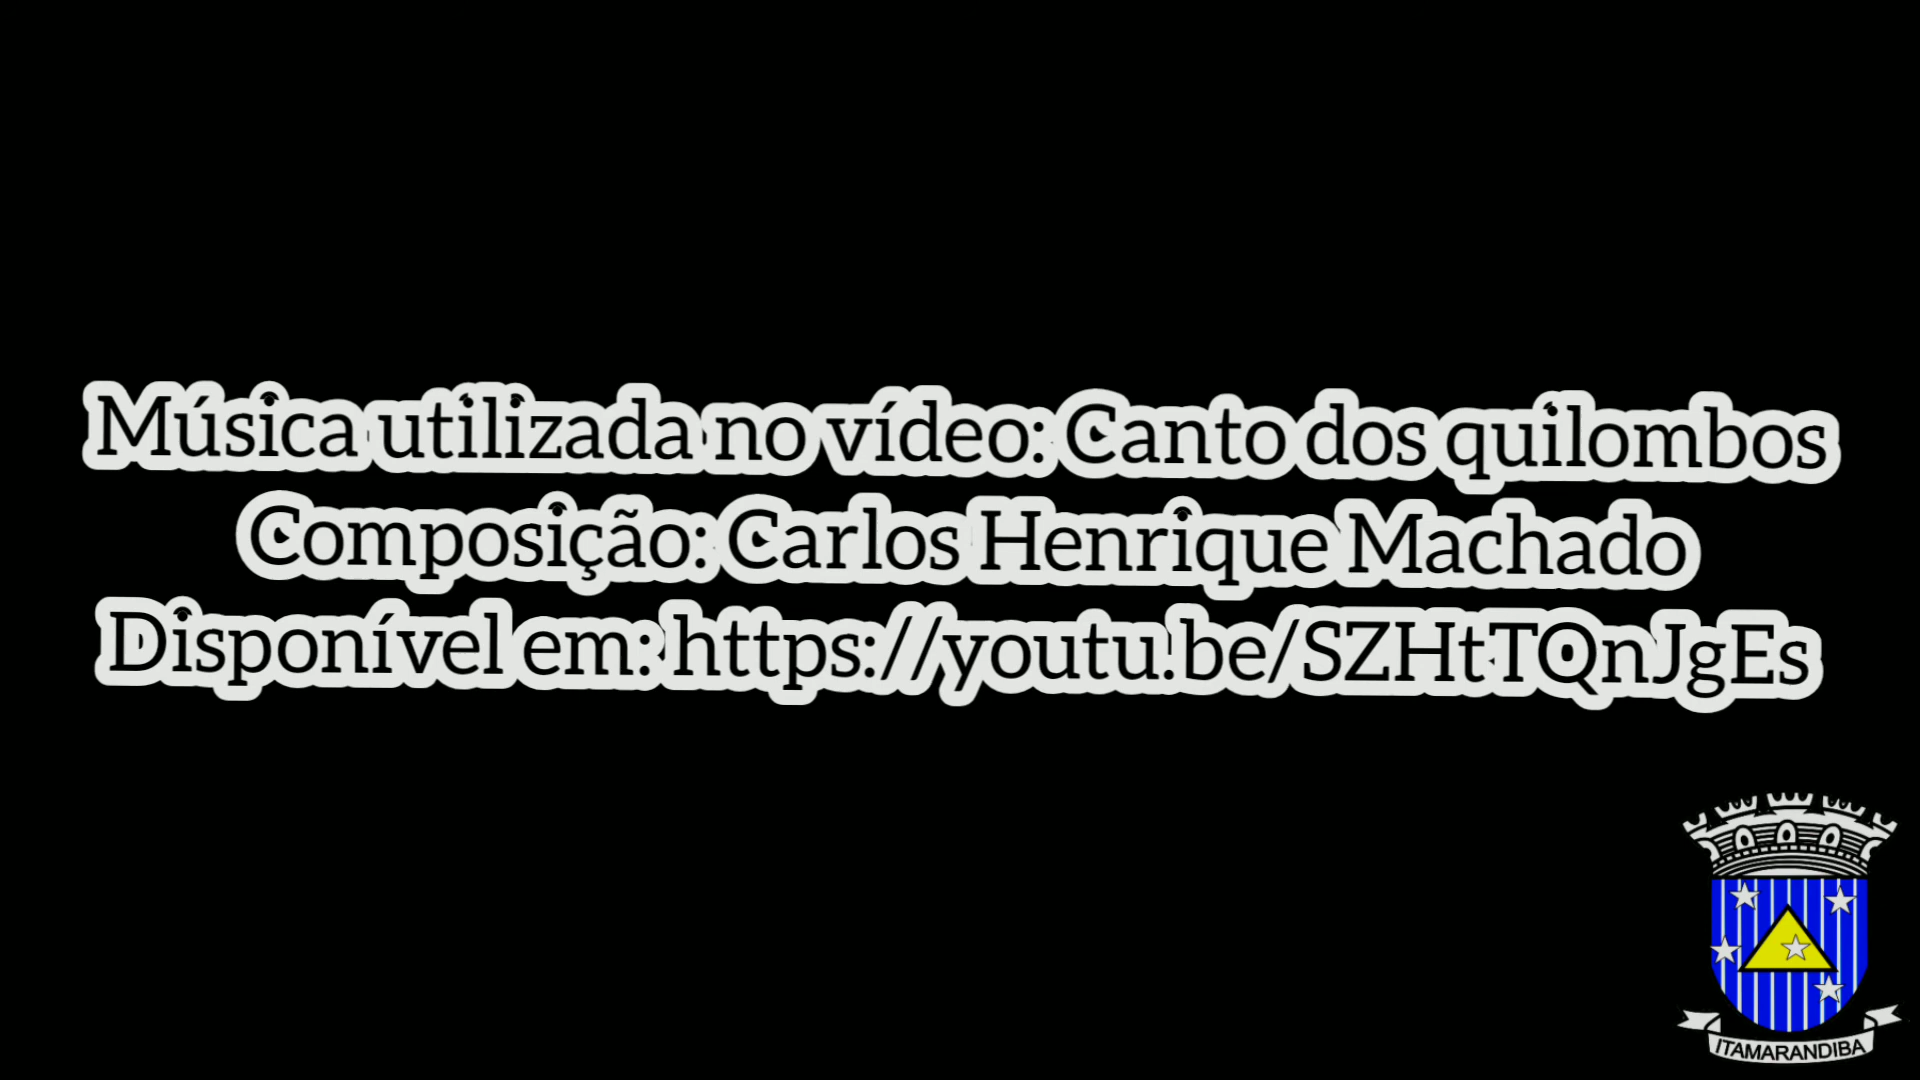 Música utilizada no vídeo: Canto dos quilombos
Composição: Carlos Henrique Machado
Disponível em: https://youtu.be/SZHtTQnJgEs
ITAMARANDIBA